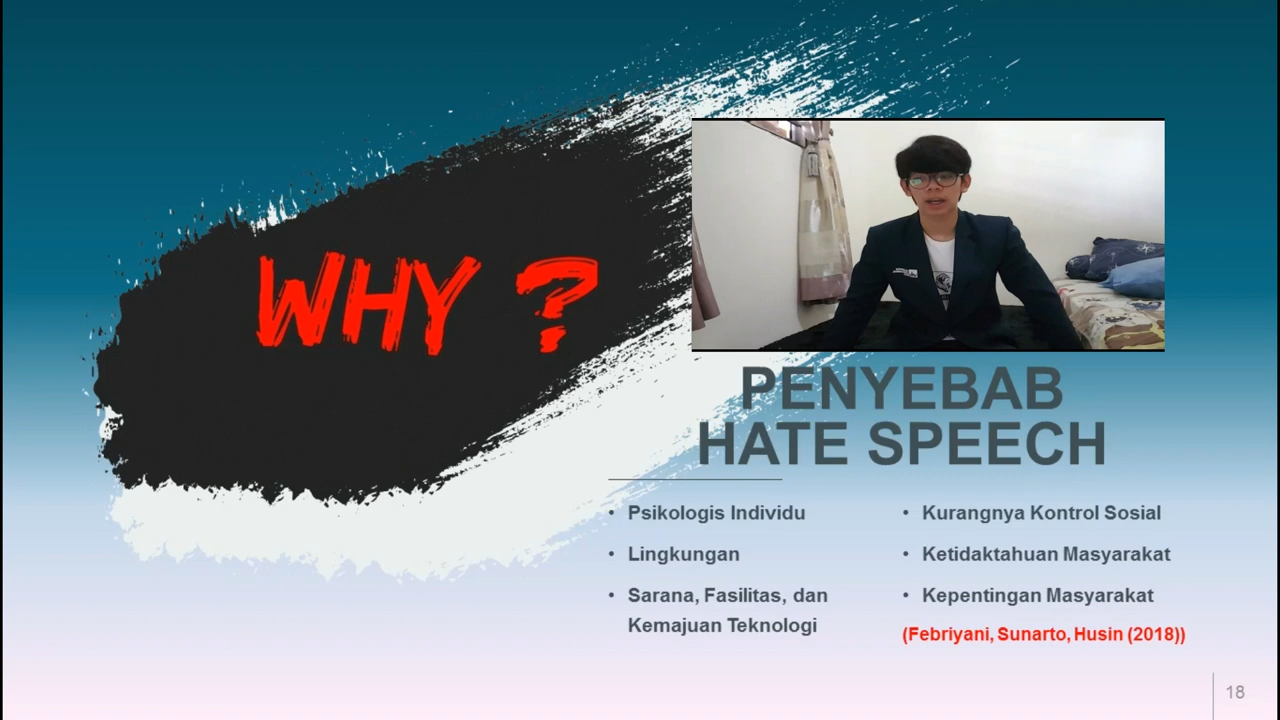 WHY ?
PENYEBAB
HATE SPEECH
• Psikologis Individu
• Lingkungan
• Sarana, Fasilitas, dan
Kemajuan Teknologi
• Kurangnya Kontrol Sosial
• Ketidaktahuan Masyarakat
• Kepentingan Masyarakat
(Febriyani, Sunarto, Husin (2018))
18